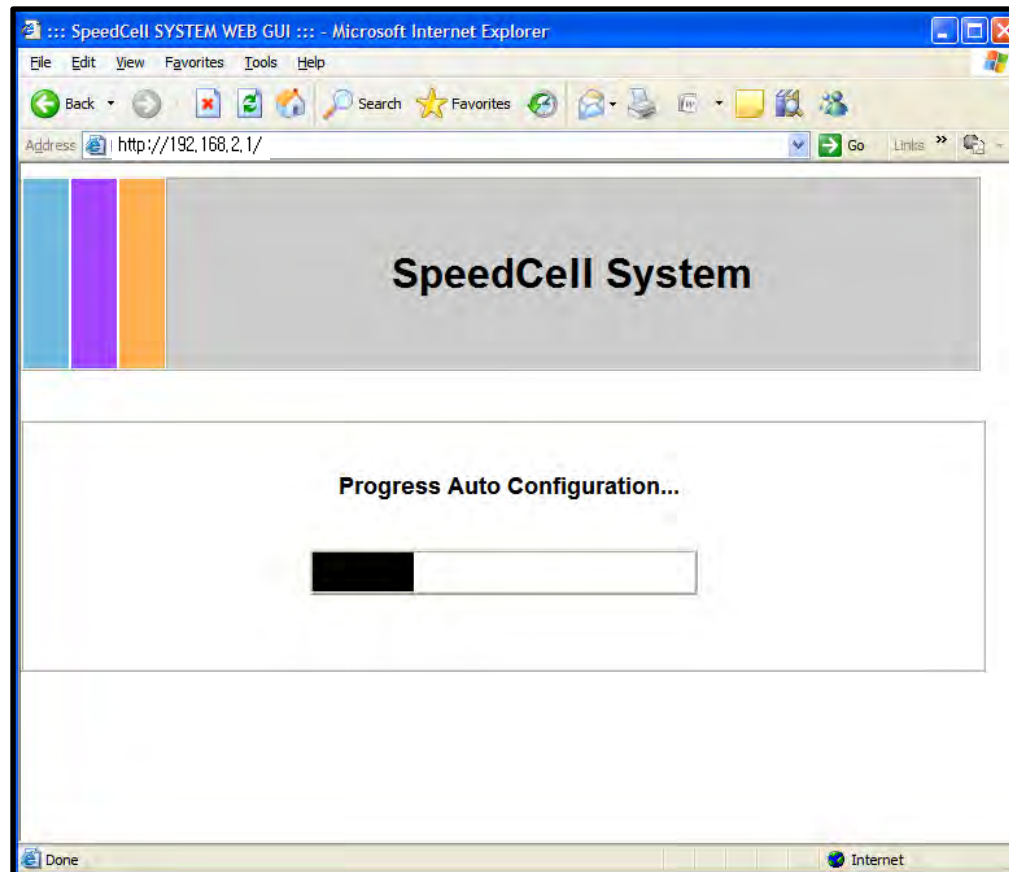 ::: SpeedCell SYSTEM WEB GUI ::: - Microsoft Internet Explorer
File Edit View Favorites Tools Help
Back Search Favorites
Address http://192,168,2,1/ Go Links »
SpeedCell System
Progress Auto Configuration...
Done Internet